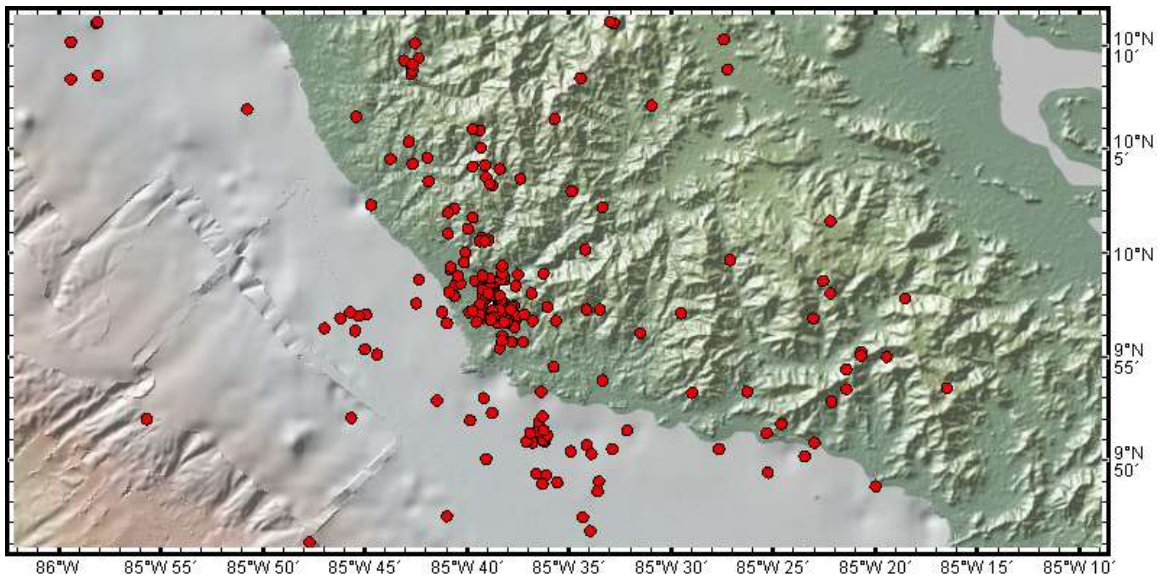 10°N
10′
10°N
5′
10°N
9°N
55′
9°N
50′
86°W
85°W 55′
85°W 50′
85°W 45′
85°W 40′
85°W 35′
85°W 30′
85°W 25′
85°W 20′
85°W 15′
85°W 10′